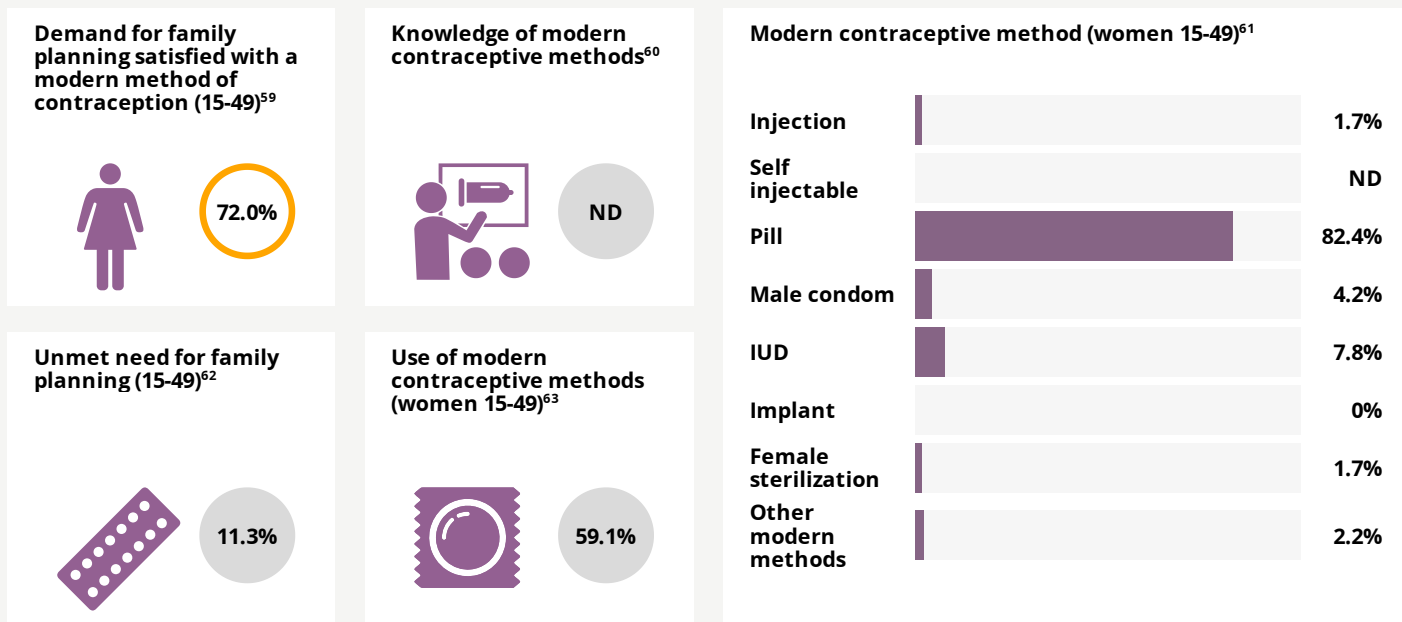 Demand for family
planning satisfied with a
modern method of
contraception (15-49)⁵⁹
72.0%
Knowledge of modern
contraceptive methods⁶⁰
ND
Unmet need for family
planning (15-49)⁶²
11.3%
Use of modern
contraceptive methods
(women 15-49)⁶³
59.1%
Modern contraceptive method (women 15-49)⁶¹
Injection 1.7%
Self
injectable ND
Pill 82.4%
Male condom 4.2%
IUD 7.8%
Implant 0%
Female
sterilization 1.7%
Other
modern 2.2%
methods